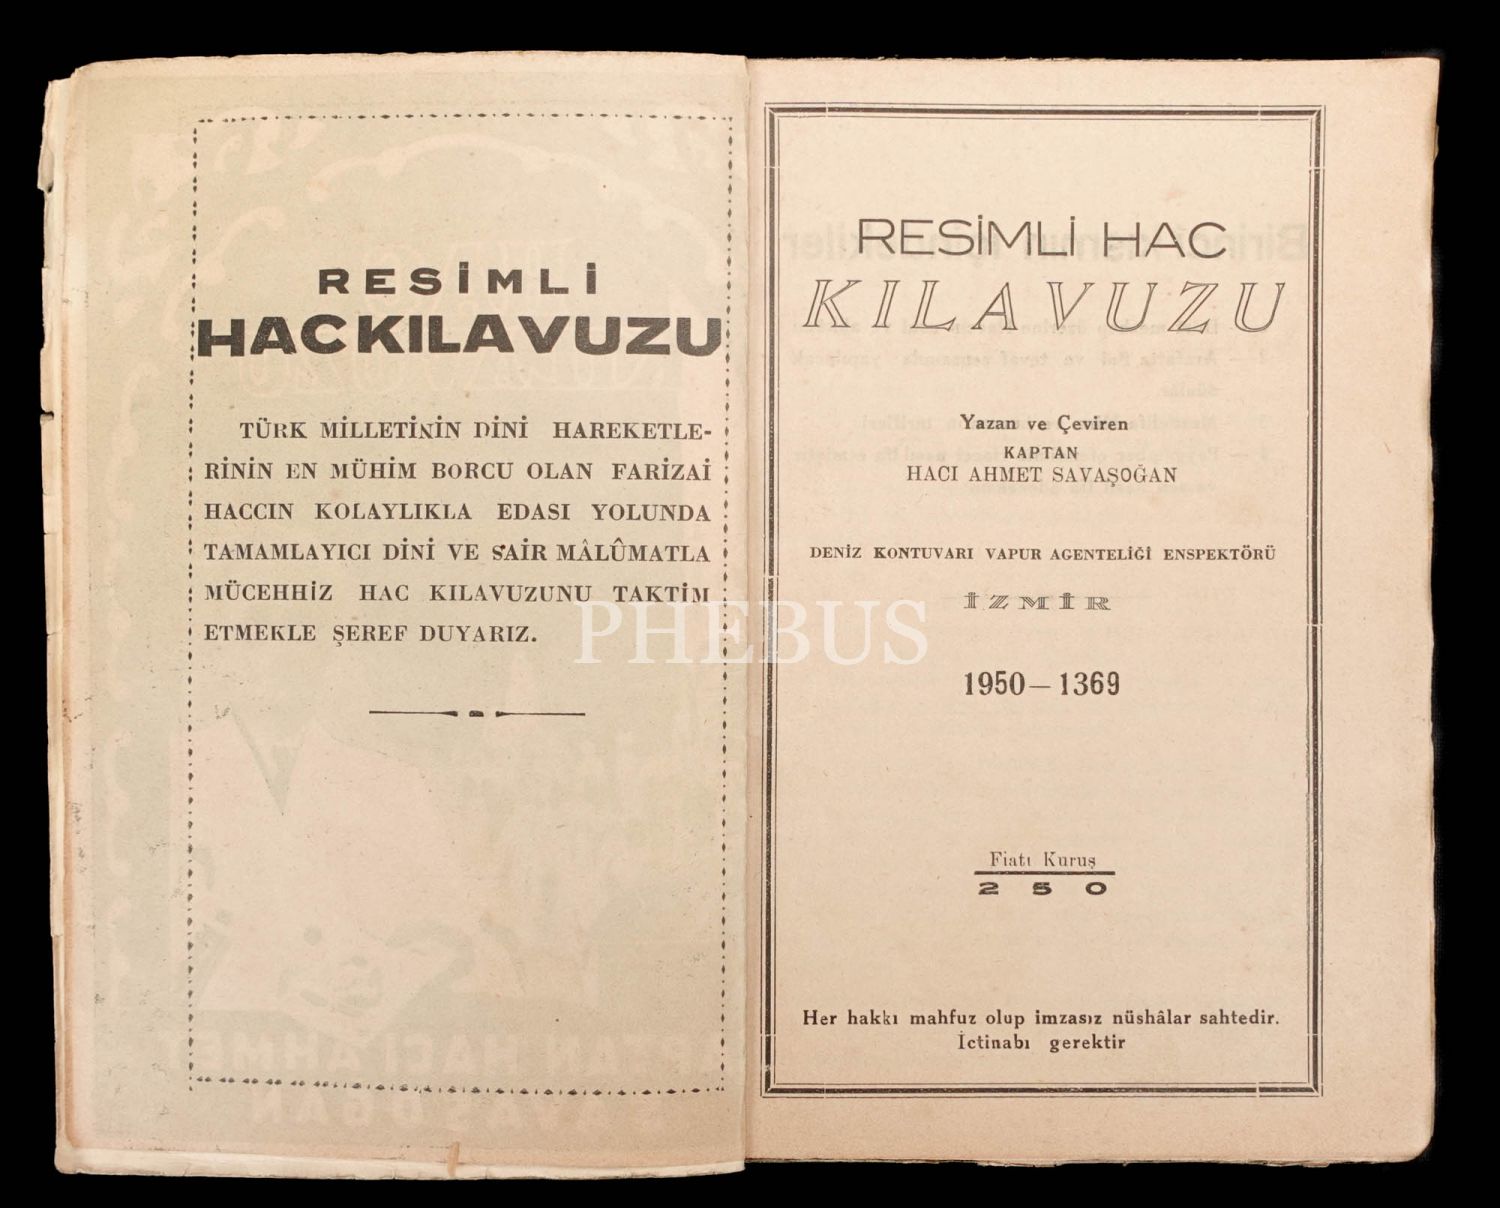 RESİMLİ
HAC KILAVUZU
TÜRK MİLLETİNİN DİNİ HAREKETLE-
RİNİN EN MÜHİM BORCU OLAN FARİZAİ
HACCIN KOLAYLIKLA EDASI YOLUNDA
TAMAMLAYICI DİNİ VE SAİR MÂLÛMATLA
MÜCEHHİZ HAC KILAVUZUNU TAKTİM
ETMEKLE ŞEREF DUYARIZ.
RESİMLİ HAC
KILAVUZU
Yazan ve Çeviren
KAPTAN
HACI AHMET SAVAŞOĞAN
DENİZ KONTUVARI VAPUR AGENTELİĞİ ENSPEKTÖRÜ
İZMİR
1950 — 1369
Fiatı Kuruş
250
Her hakkı mahfuz olup imzasız nüshâlar sahtedir.
İctinabı gerektir
PHEBUS